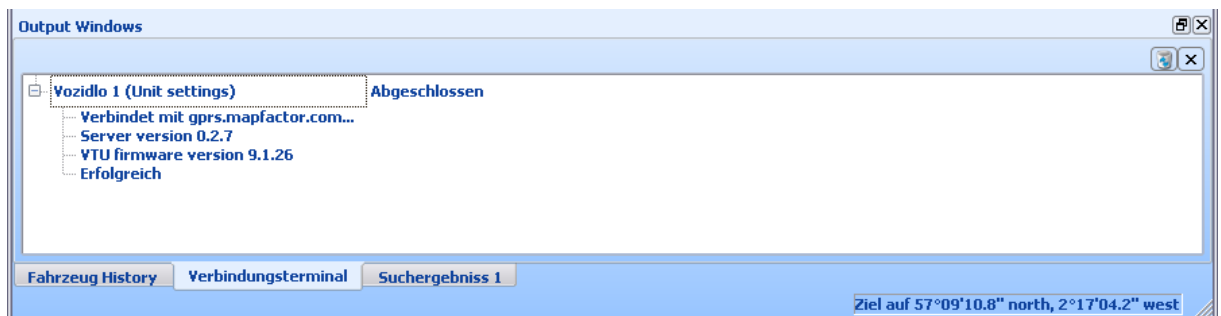 Output Windows
Vozidlo 1 (Unit settings) Abgeschlossen
Verbindet mit gprs.mapfactor.com...
Server version 0.2.7
VTU firmware version 9.1.26
Erfolgreich
Fahrzeug History Verbindungsterminal Suchergebniss 1
Ziel auf 57°09'10.8" north, 2°17'04.2" west